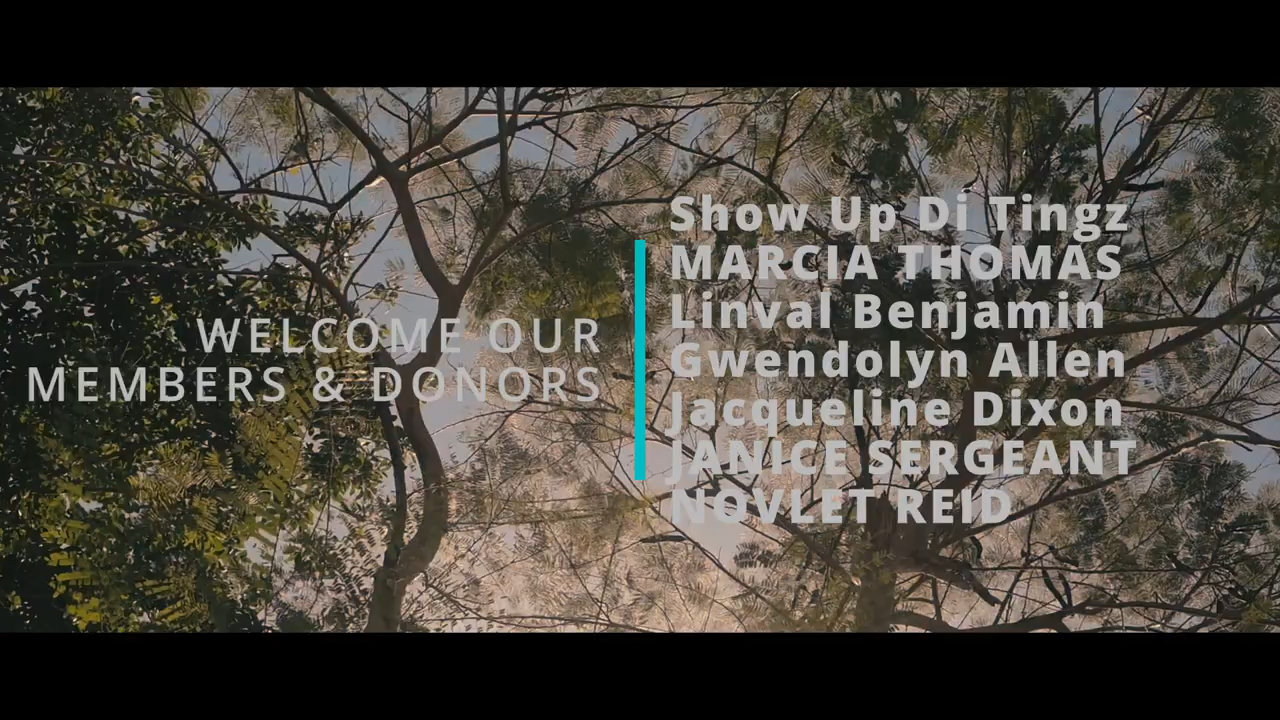 WELCOME OUR
MEMBERS & DONORS
Show Up Di Tingz
MARCIA THOMAS
Linval Benjamin
Gwendolyn Allen
Jacqueline Dixon
JANICE SERGEANT
NOVLET REID